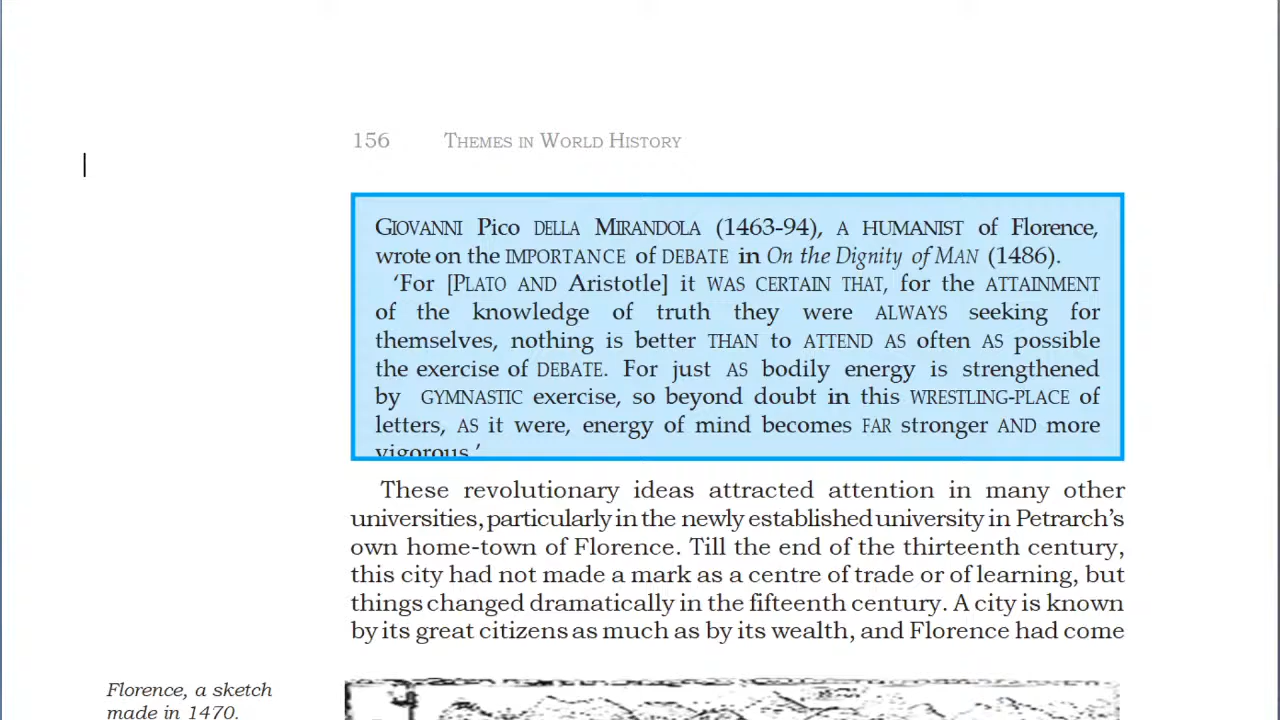 156 THEMES IN WORLD HISTORY
GIOVANNI Pico DELLA MIRANDOLA (1463-94), A HUMANIST of Florence,
wrote on the IMPORTANCE of DEBATE in On the Dignity of MAN (1486).
‘For [PLATO AND Aristotle] it WAS CERTAIN THAT, for the ATTAINMENT
of the knowledge of truth they were ALWAYS seeking for
themselves, nothing is better THAN to ATTEND AS often AS possible
the exercise of DEBATE. For just AS bodily energy is strengthened
by GYMNASTIC exercise, so beyond doubt in this WRESTLING-PLACE of
letters, AS it were, energy of mind becomes FAR stronger AND more
vigorous.’
These revolutionary ideas attracted attention in many other
universities, particularly in the newly established university in Petrarch’s
own home-town of Florence. Till the end of the thirteenth century,
this city had not made a mark as a centre of trade or of learning, but
things changed dramatically in the fifteenth century. A city is known
by its great citizens as much as by its wealth, and Florence had come
Florence, a sketch
made in 1470.